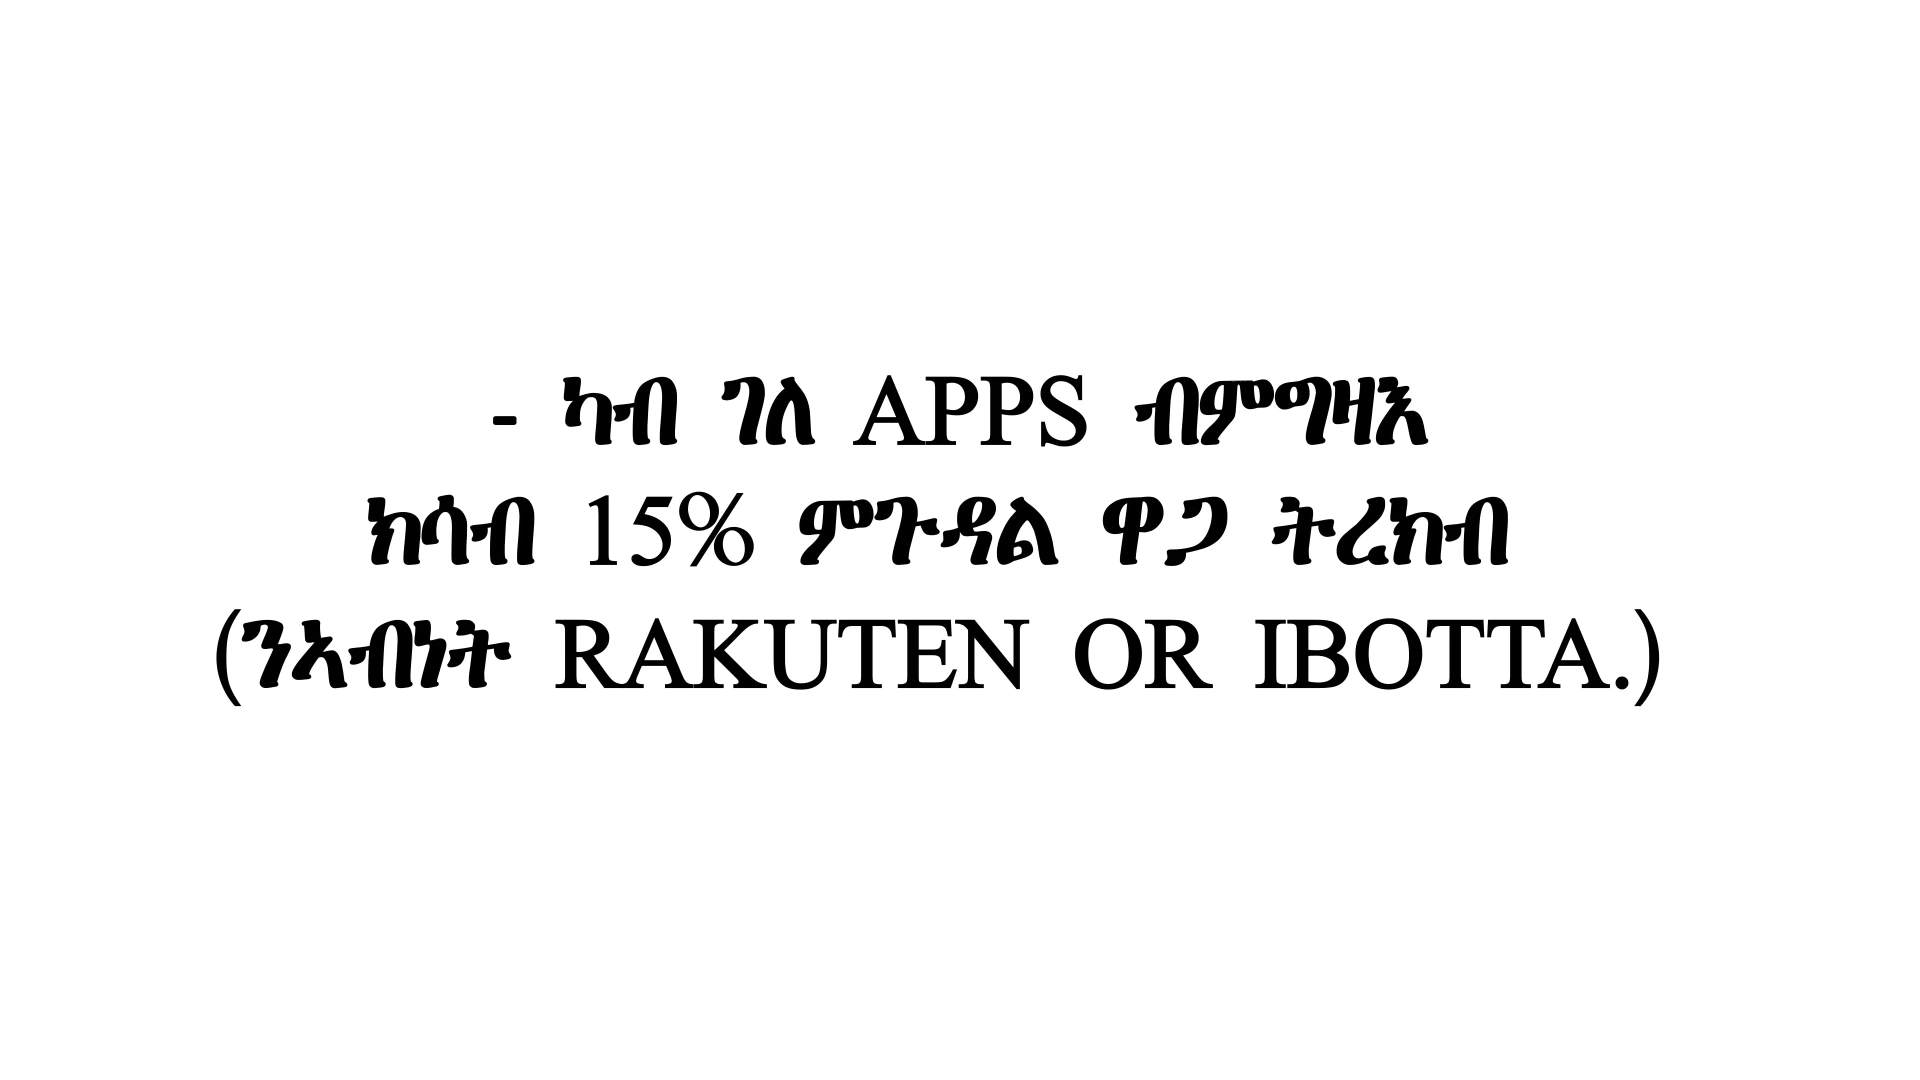 - ካብ ገለ APPS ብምግዛእ
ክሳብ 15% ምጉዳል ዋጋ ትረክብ
(ንኣብነት RAKUTEN OR IBOTTA.)